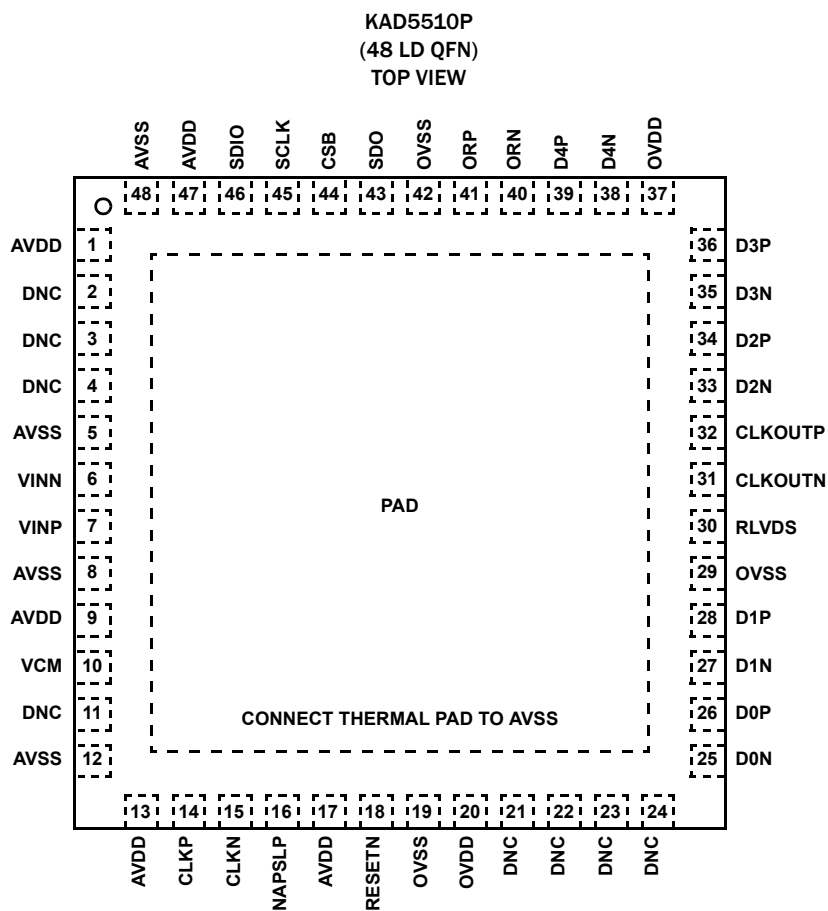 KAD5510P
(48 LD QFN)
TOP VIEW
AVSS AVDD SDIO SCLK CSB SDO OVSS ORP ORN D4P D4N OVDD
48 47 46 45 44 43 42 41 40 39 38 37
AVDD 1 36 D3P
DNC 2 35 D3N
DNC 3 34 D2P
DNC 4 33 D2N
AVSS 5 32 CLKOUTP
VINN 6 31 CLKOUTN
PAD
VINP 7 30 RLVDS
AVSS 8 29 OVSS
AVDD 9 28 D1P
VCM 10 27 D1N
DNC 11 26 D0P
CONNECT THERMAL PAD TO AVSS
AVSS 12 25 D0N
13 14 15 16 17 18 19 20 21 22 23 24
AVDD CLKP CLKN NAPSLP AVDD RESETN OVSS OVDD DNC DNC DNC DNC